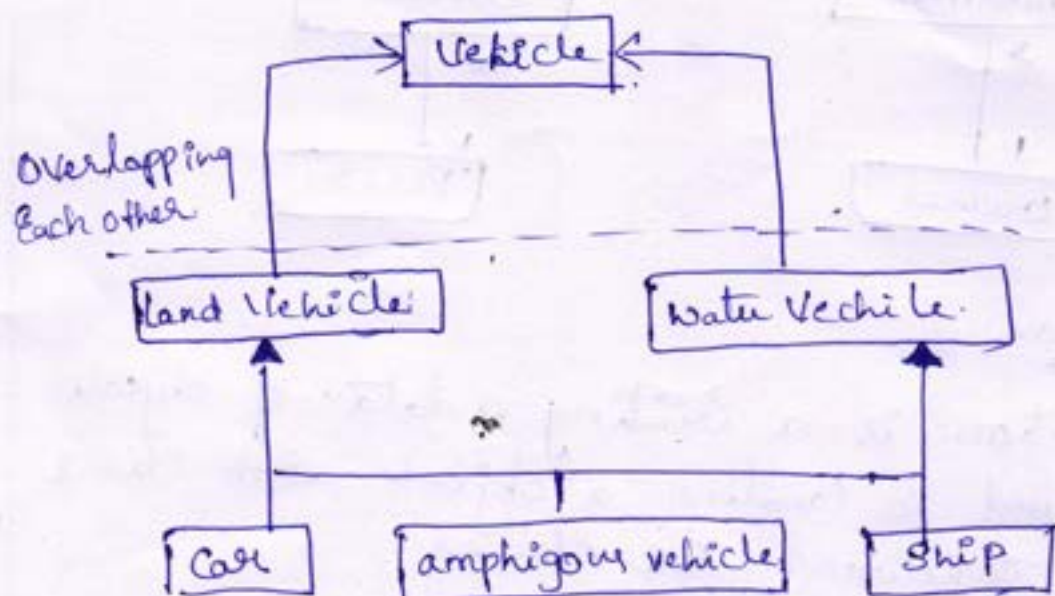 Vehicle
Overlapping
Each other
land Vehicle
water Vechile.
Car
amphigous vehicle
Ship